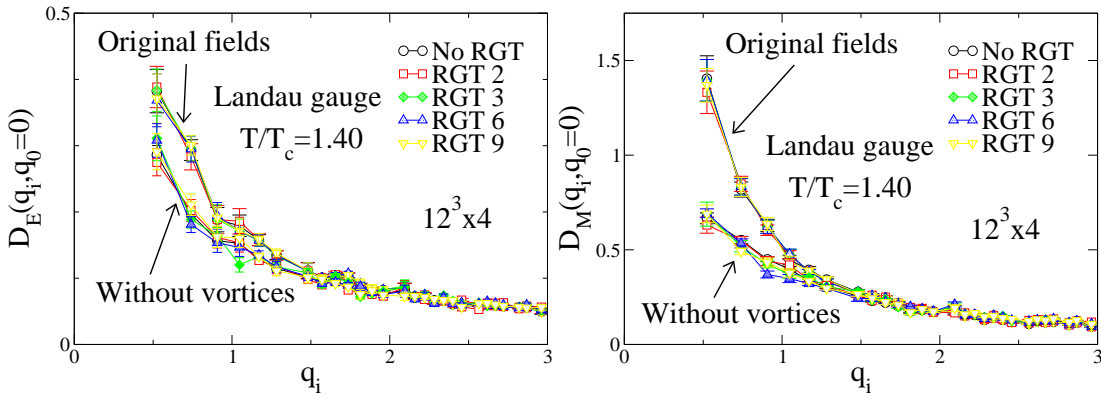 0.5
Original fields
No RGT
RGT 2
RGT 3
RGT 6
RGT 9
Landau gauge
T/T_c=1.40
12^3x4
Without vortices
D_E(q_i,q_0=0)
0
0
1
2
3
q_i
1.5
Original fields
No RGT
RGT 2
RGT 3
RGT 6
RGT 9
Landau gauge
T/T_c=1.40
12^3x4
Without vortices
D_M(q_i,q_0=0)
1
0.5
0
0
1
2
3
q_i